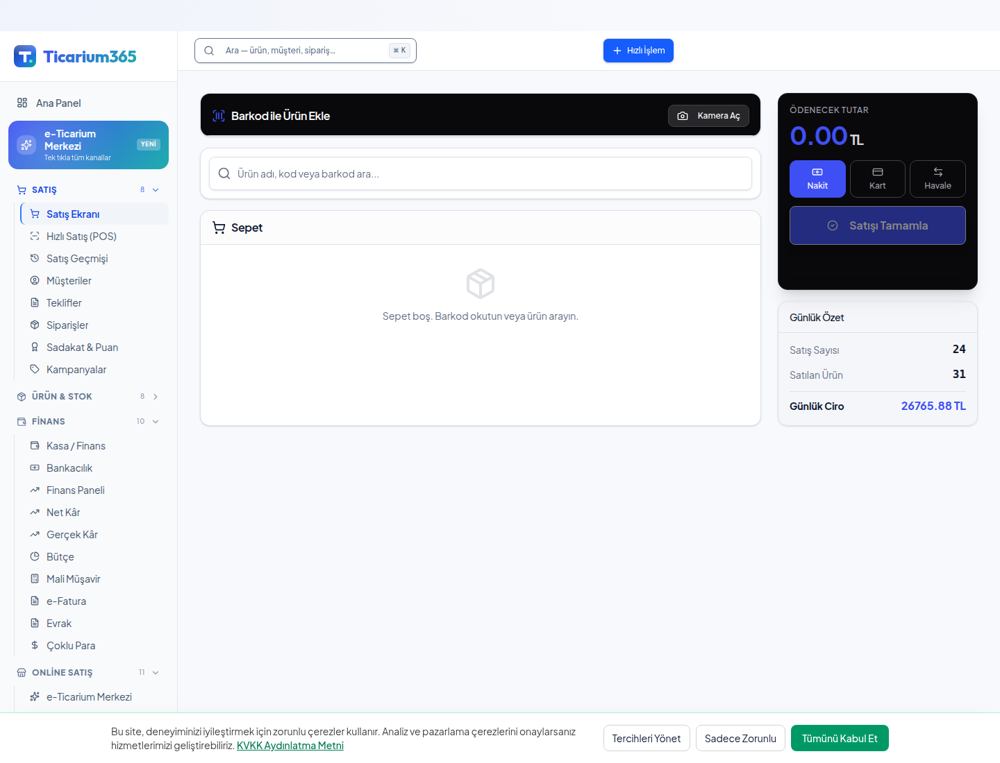 Ticarium365
Ara — ürün, müşteri, sipariş...
⌘ K
Hızlı İşlem
Ana Panel
e-Ticarium
Merkezi
Tek tıkla tüm kanallar
YENİ
SATIŞ
8
Satış Ekranı
Hızlı Satış (POS)
Satış Geçmişi
Müşteriler
Teklifler
Siparişler
Sadakat & Puan
Kampanyalar
ÜRÜN & STOK
8
FİNANS
10
Kasa / Finans
Bankacılık
Finans Paneli
Net Kâr
Gerçek Kâr
Bütçe
Mali Müşavir
e-Fatura
Evrak
Çoklu Para
ONLİNE SATIŞ
11
e-Ticarium Merkezi
Barkod ile Ürün Ekle
Kamera Aç
Ürün adı, kod veya barkod ara...
Sepet
Sepet boş. Barkod okutun veya ürün arayın.
ÖDENECEK TUTAR
0.00 TL
Nakit
Kart
Havale
Satışı Tamamla
Günlük Özet
Satış Sayısı
24
Satılan Ürün
31
Günlük Ciro
26765.88 TL
Bu site, deneyiminizi iyileştirmek için zorunlu çerezler kullanır. Analiz ve pazarlama çerezlerini onaylarsanız
hizmetlerimizi geliştirebiliriz. KVKK Aydınlatma Metni
Tercihleri Yönet
Sadece Zorunlu
Tümünü Kabul Et